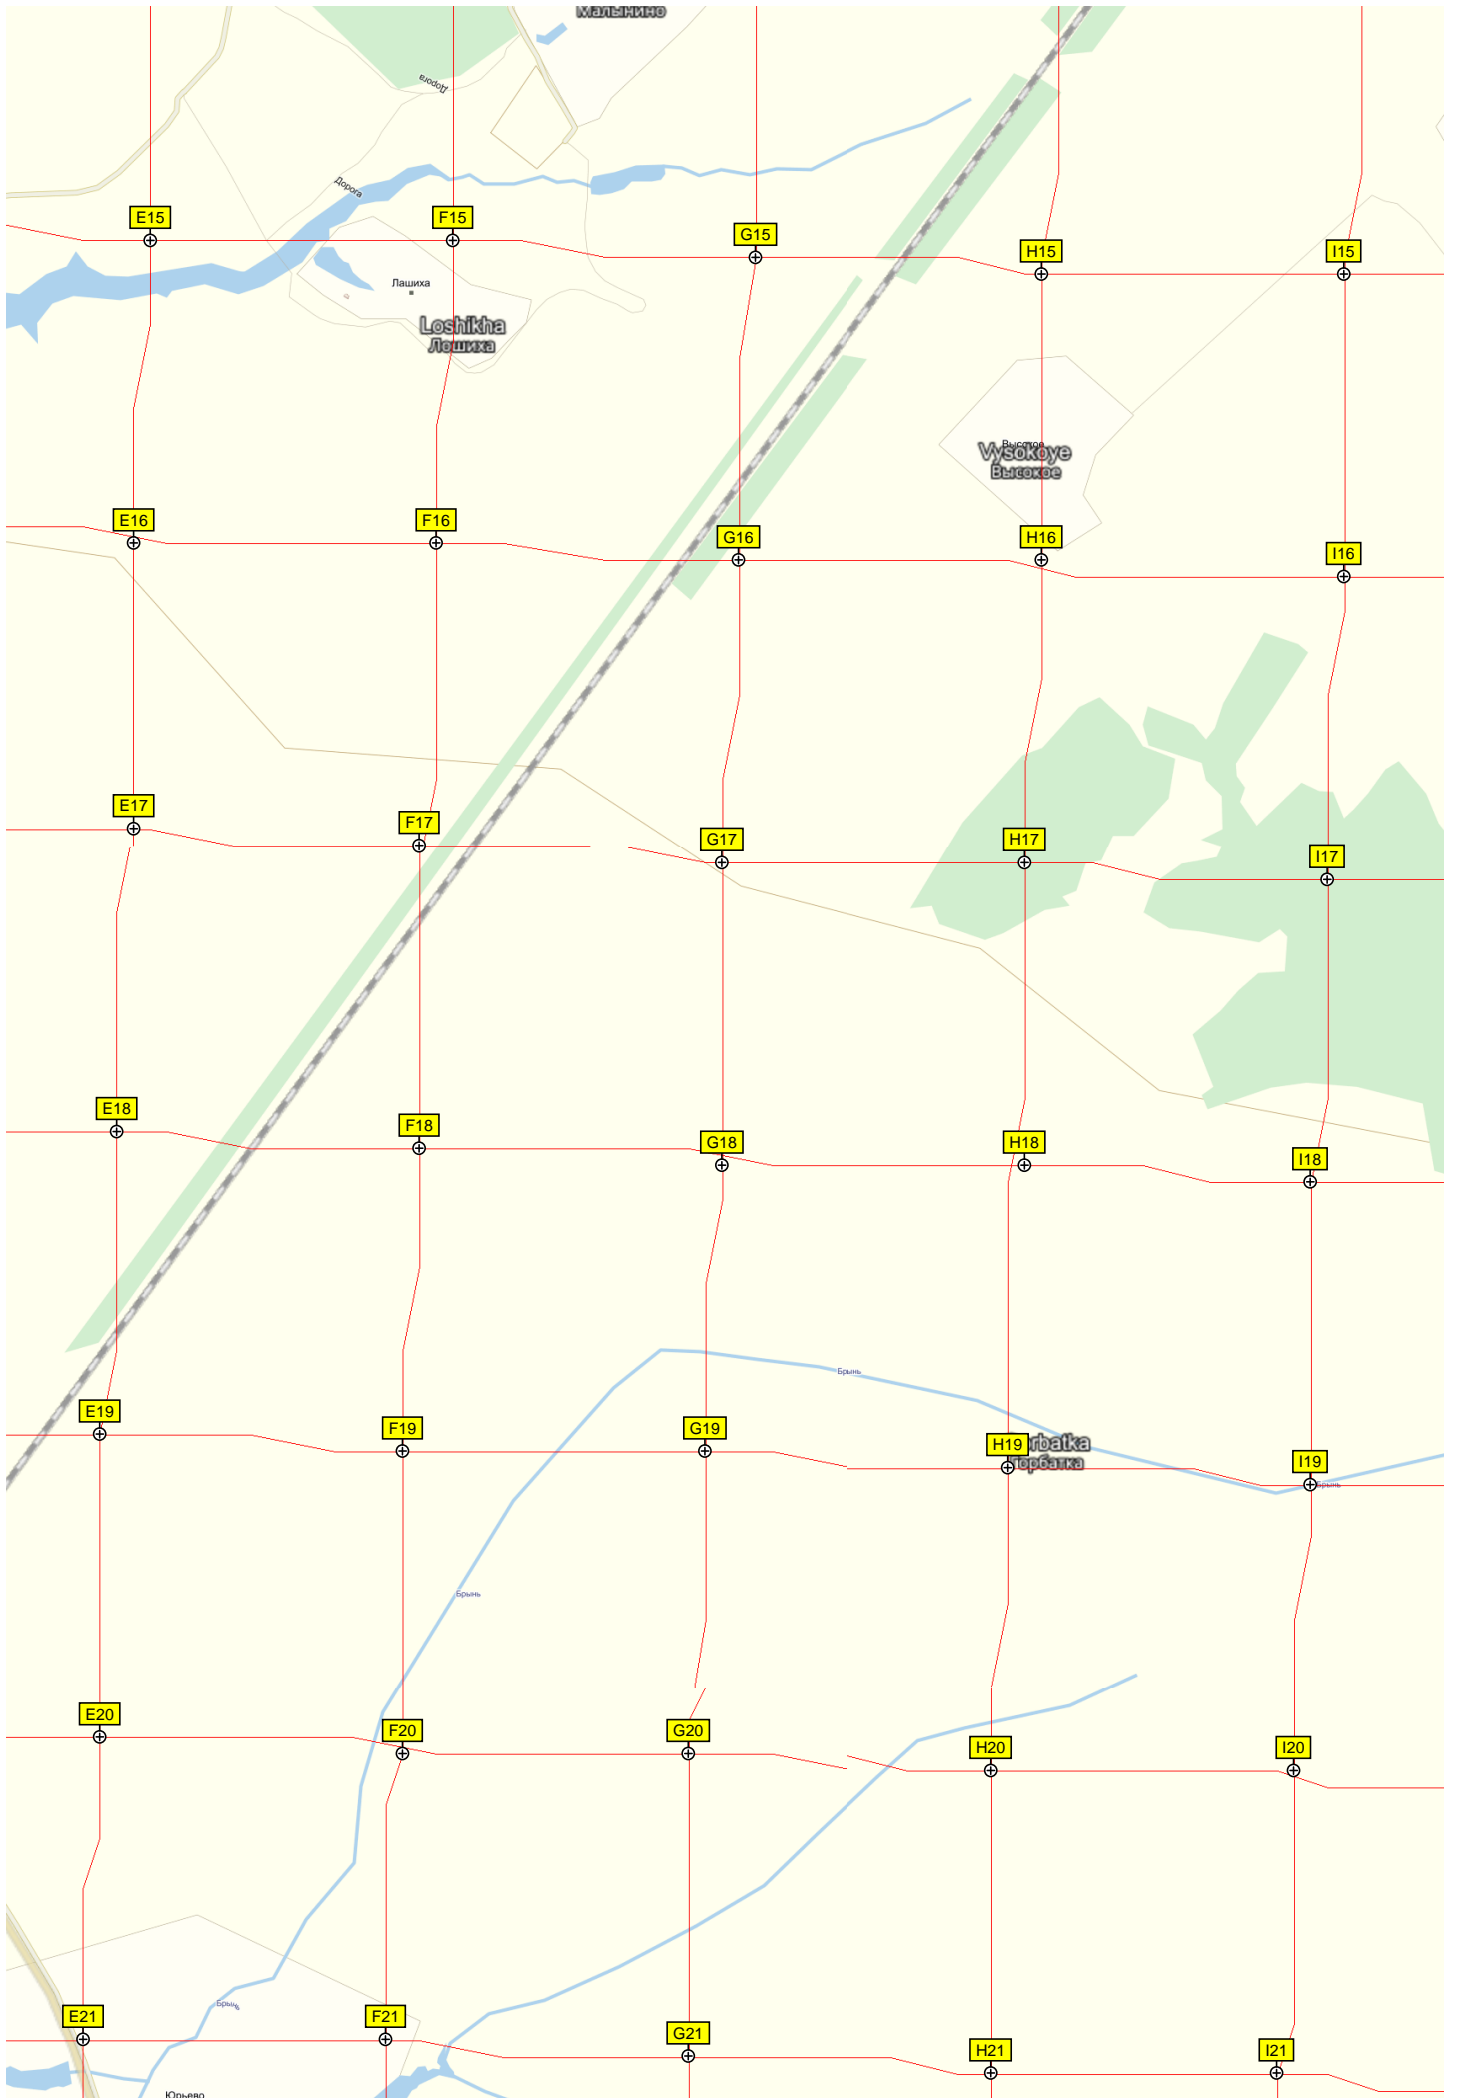 Малынино
Дорога
Дорога
E15
F15
G15
H15
I15
Лашиха
Loshikha
Лошиха
Высокое
Vysokoye
Высокое
E16
F16
G16
H16
I16
E17
F17
G17
H17
I17
E18
F18
G18
H18
I18
Брынь
E19
F19
G19
H19
rbatka
орбатка
I19
Брынь
Брынь
E20
F20
G20
H20
I20
Брынь
E21
F21
G21
H21
I21
Юрьево